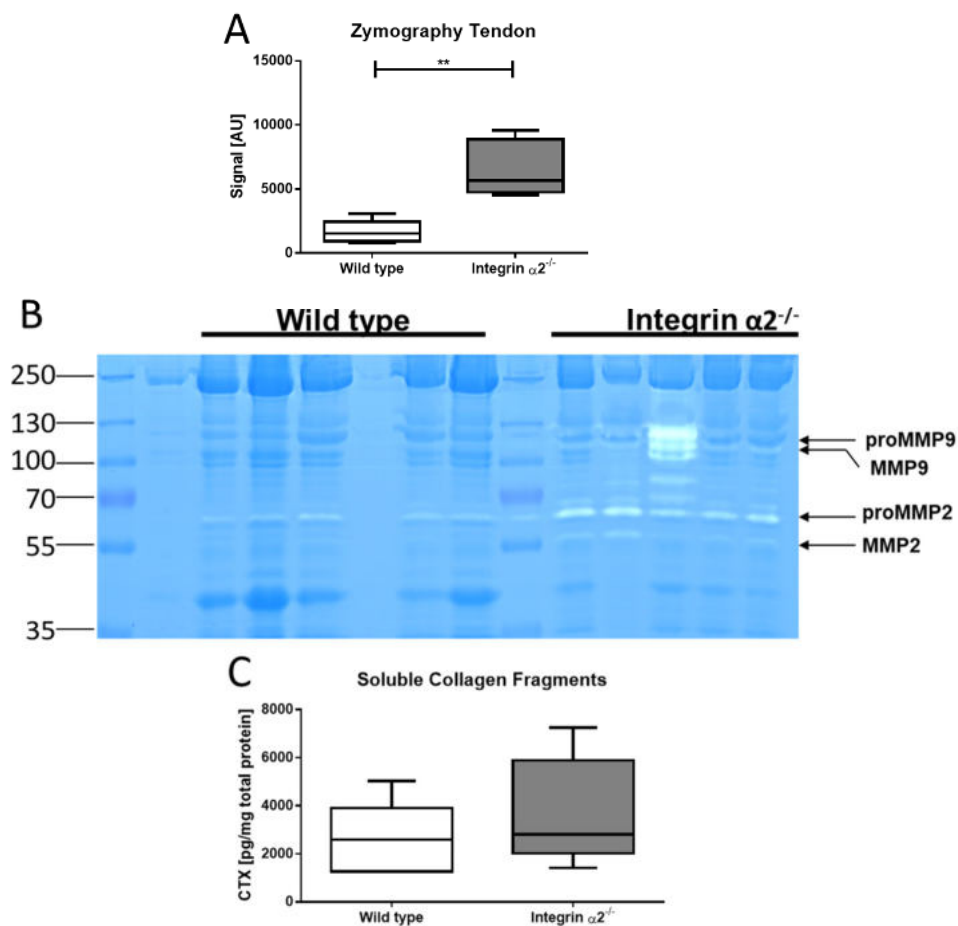 A
Zymography Tendon
15000
**
10000
5000
0
Signal [AU]
Wild type
Integrin α2-/-
B
Wild type
Integrin α2-/-
250
130
100
70
55
35
proMMP9
MMP9
proMMP2
MMP2
C
Soluble Collagen Fragments
8000
6000
4000
2000
0
CTX [pg/mg total protein]
Wild type
Integrin α2-/-